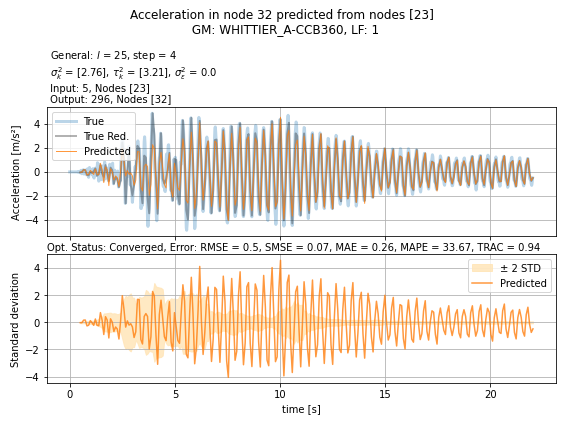 Acceleration in node 32 predicted from nodes [23]
GM: WHITTIER_A-CCB360, LF: 1
General: l = 25, step = 4
σ²ₖ = [2.76], τ²ₖ = [3.21], σ²ε = 0.0
Input: 5, Nodes [23]
Output: 296, Nodes [32]
True
True Red.
Predicted
Acceleration [m/s²]
4
2
0
−2
−4
Opt. Status: Converged, Error: RMSE = 0.5, SMSE = 0.07, MAE = 0.26, MAPE = 33.67, TRAC = 0.94
± 2 STD
Predicted
Standard deviation
4
2
0
−2
−4
0 5 10 15 20
time [s]